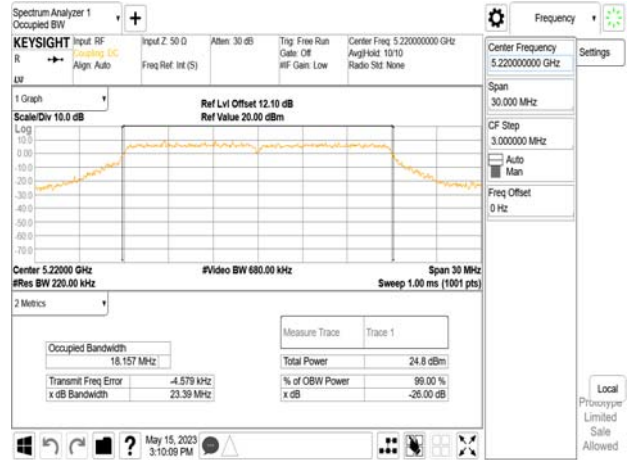 Spectrum Analyzer 1
Occupied BW
Frequency
KEYSIGHT
Input: RF
Coupling: DC
Align: Auto
Input Z: 50 Ω
Freq Ref: Int (S)
Atten: 30 dB
Trig: Free Run
Gate: Off
#IF Gain: Low
Center Freq: 5.220000000 GHz
Avg|Hold: 10/10
Radio Std: None
R
LXI
Center Frequency
5.220000000 GHz
Settings
Span
30.000 MHz
CF Step
3.000000 MHz
Auto
Man
Freq Offset
0 Hz
1 Graph
Scale/Div 10.0 dB
Ref Lvl Offset 12.10 dB
Ref Value 20.00 dBm
Log
10.0
0.00
-10.0
-20.0
-30.0
-40.0
-50.0
-60.0
-70.0
Center 5.22000 GHz
#Video BW 680.00 kHz
Span 30 MHz
#Res BW 220.00 kHz
Sweep 1.00 ms (1001 pts)
2 Metrics
Measure Trace
Trace 1
Occupied Bandwidth
18.157 MHz
Total Power
24.8 dBm
Transmit Freq Error
-4.579 kHz
% of OBW Power
99.00 %
x dB Bandwidth
23.39 MHz
x dB
-26.00 dB
Local
Prototype
Limited
Sale
Allowed
?
May 15, 2023
3:10:09 PM